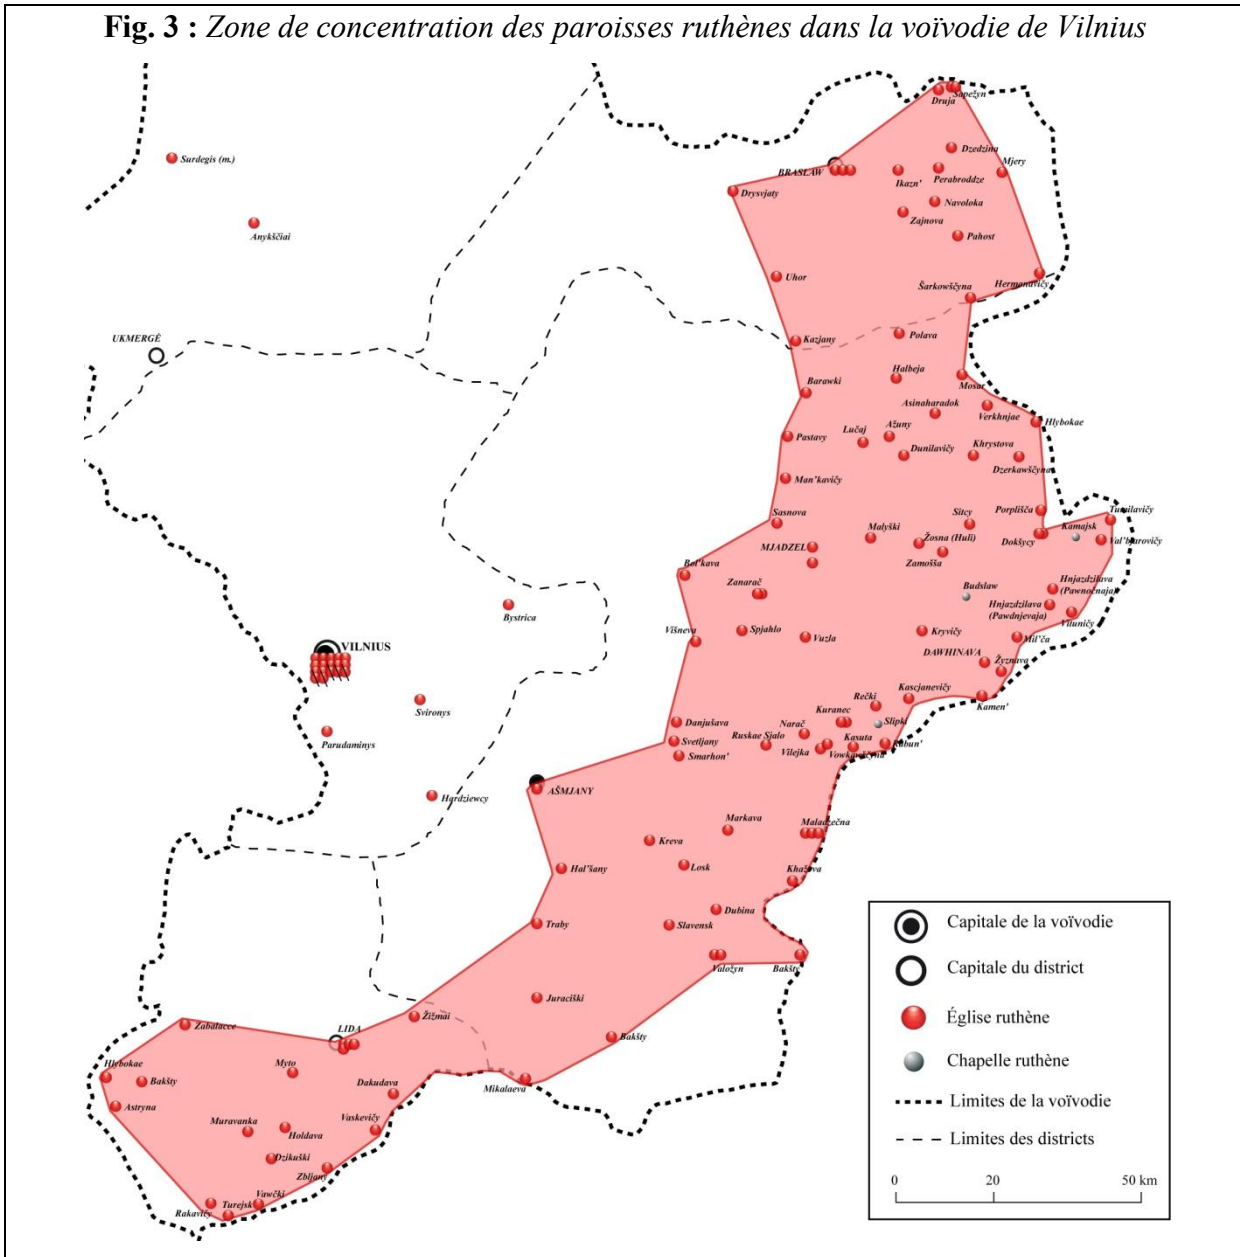 Fig. 3 : Zone de concentration des paroisses ruthènes dans la voïvodie de Vilnius
Sapežyn
Druja
Surdegis (m.)
Dzedzina
Mjery
BRASLAW
Ikazn'
Perabroddze
Drysvjaty
Navoloka
Zajnova
Anykščiai
Pahost
Uhor
Hermanavičy
Šarkowščyna
UKMERGĖ
Kazjany
Polava
Halbeja
Mosar
Barawki
Asinaharadok
Verkhnjae
Hlybokae
Pastavy
Lučaj
Ažuny
Dunilavičy
Khrystova
Dzerkawščyna
Man'kavičy
Sasnova
Malyški
Sitcy
Porplišča
Tumilavičy
Kamajsk
MJADZEL
Žosna (Huli)
Dokšycy
Val'bjarovičy
Zamošša
Bol'kava
Zanarač
Budslaw
Hnjazdzilava
(Pawnočnaja)
Bystrica
Hnjazdzilava
(Pawdnjevaja)
Viluničy
Višneva
Spjahlo
Vuzla
Kryvičy
Mil'ča
VILNIUS
DAWHINAVA
Žyznava
Svironys
Rečki
Kascjanevičy
Kamen'
Danjušava
Kuranec
Slipki
Parudaminys
Narač
Svetljany
Ruskae Sjalo
Kasuta
Rabun'
Smarhon'
Vilejka
Vowkawščyna
Hardziewcy
AŠMJANY
Markava
Maladzečna
Kreva
Hal'šany
Losk
Khažova
Dubina
Traby
Slavensk
Valožyn
Bakšty
Juraciški
Žižmai
Zabalacce
LIDA
Bakšty
Hlybokae
Bakšty
Myto
Dakudava
Mikalaeva
Astryna
Muravanka
Holdava
Vaskevičy
Dzikuški
Zbljany
Rakavičy
Turejsk
Vawčki
Capitale de la voïvodie
Capitale du district
Église ruthène
Chapelle ruthène
Limites de la voïvodie
Limites des districts
0 20 50 km